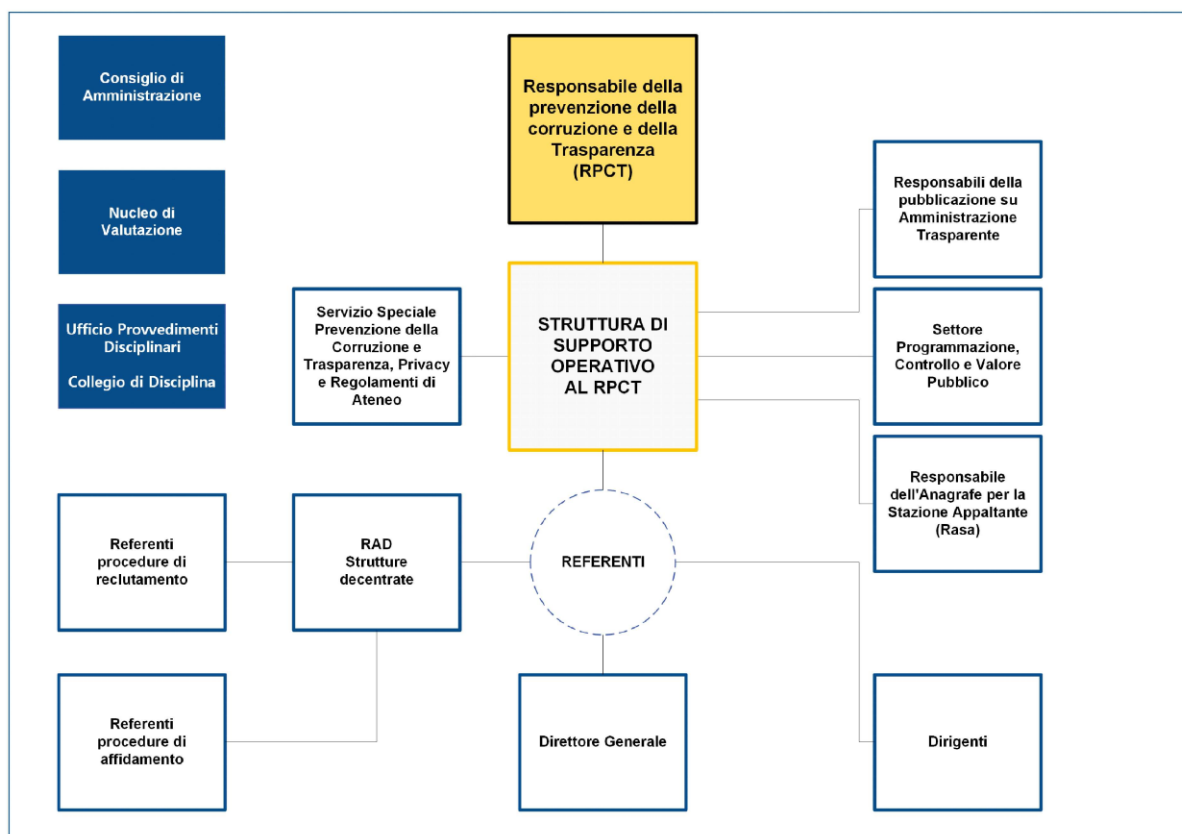 Consiglio di
Amministrazione
Nucleo di
Valutazione
Ufficio Provvedimenti
Disciplinari
Collegio di Disciplina
Responsabile della
prevenzione della
corruzione e della
Trasparenza
(RPCT)
Servizio Speciale
Prevenzione della
Corruzione e
Trasparenza, Privacy
e Regolamenti di
Ateneo
STRUTTURA DI
SUPPORTO
OPERATIVO
AL RPCT
Responsabili della
pubblicazione su
Amministrazione
Trasparente
Settore
Programmazione,
Controllo e Valore
Pubblico
Responsabile
dell'Anagrafe per la
Stazione Appaltante
(Rasa)
Referenti
procedure di
reclutamento
RAD
Strutture
decentrate
REFERENTI
Referenti
procedure di
affidamento
Direttore Generale
Dirigenti